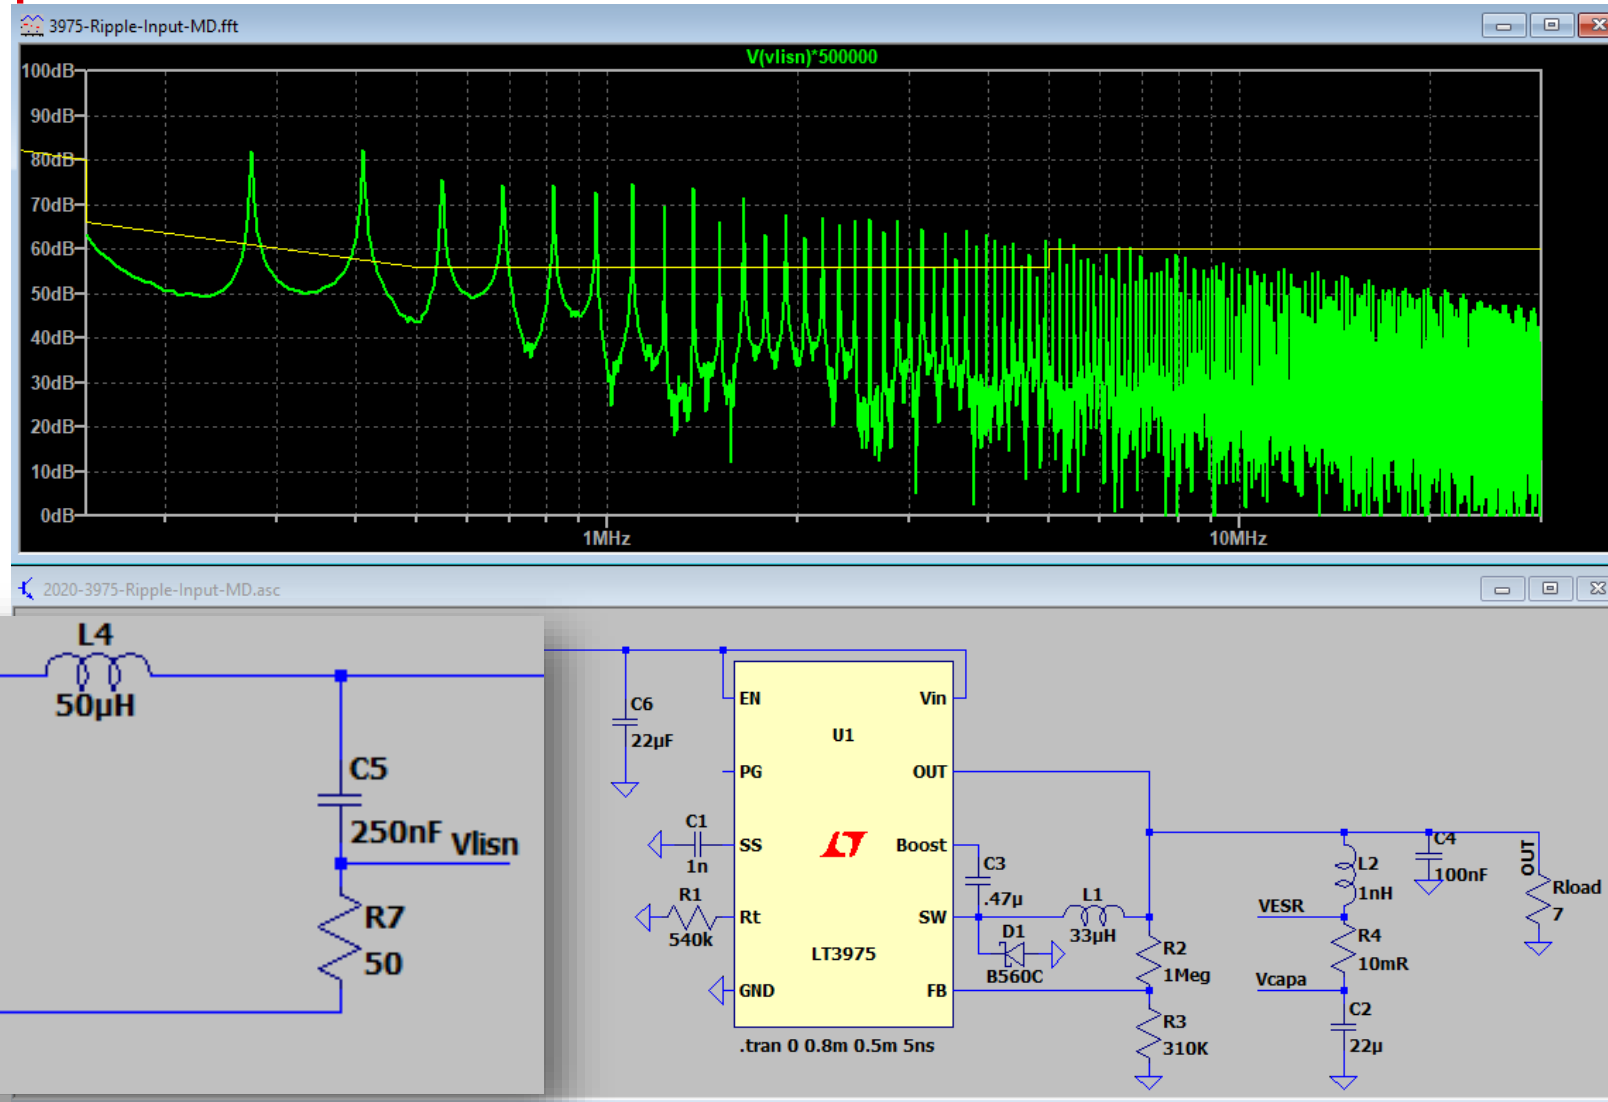 3975-Ripple-Input-MD.fft
V(vlisn)*500000
100dB
90dB
80dB
70dB
60dB
50dB
40dB
30dB
20dB
10dB
0dB
1MHz
10MHz
2020-3975-Ripple-Input-MD.asc
L4
50µH
C5
250nF
Vlisn
R7
50
C6
22µF
EN
Vin
U1
PG
OUT
C1
1n
SS
Boost
C3
.47µ
R1
540k
Rt
SW
L1
33µH
D1
B560C
LT3975
GND
FB
R2
1Meg
R3
310K
.tran 0 0.8m 0.5m 5ns
L2
1nH
C4
100nF
OUT
Rload
7
VESR
R4
10mR
Vcapa
C2
22µ